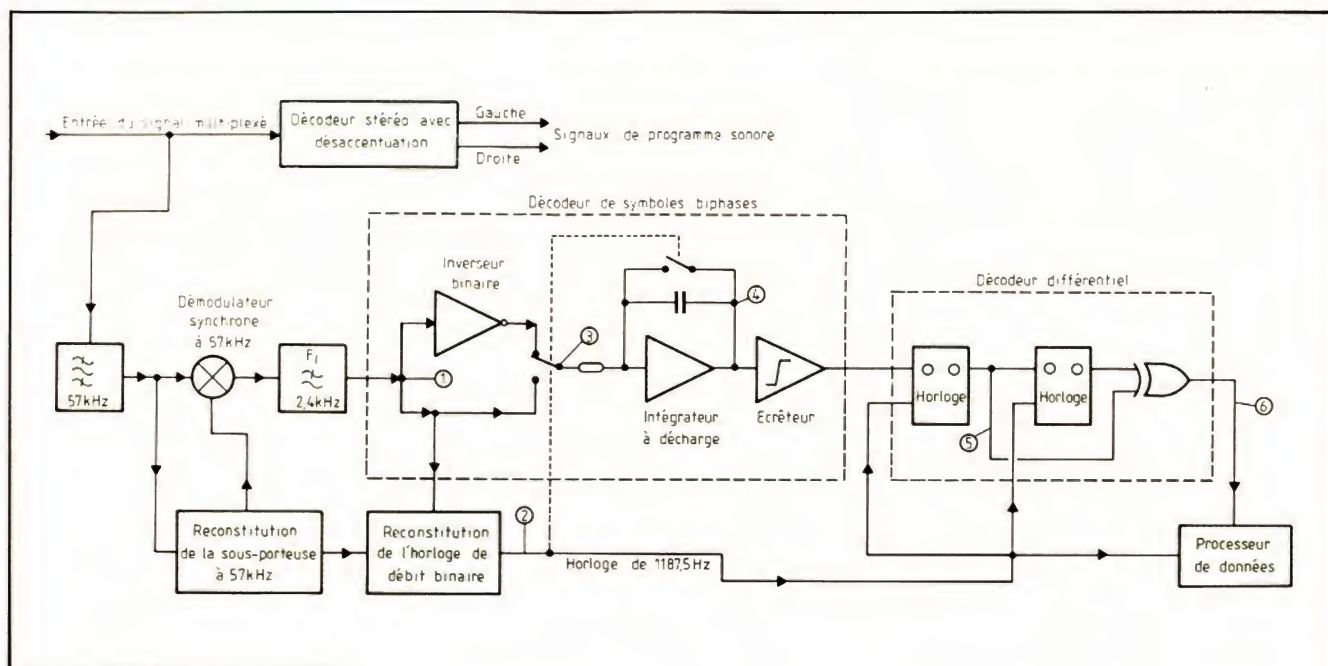 Entrée du signal multiplexé
Décodeur stéréo avec
désaccentuation
Gauche
Droite
Signaux de programme sonore
Décodeur de symboles biphases
Inverseur
binaire
Démodulateur
synchrone
à 57kHz
57kHz
F₁
2,4kHz
①
③
④
Intégrateur
à décharge
Ecrêteur
Décodeur différentiel
Horloge
Horloge
⑤
⑥
Reconstitution
de la sous-porteuse
à 57kHz
Reconstitution
de l'horloge de
débit binaire
②
Horloge de 1187,5Hz
Processeur
de données